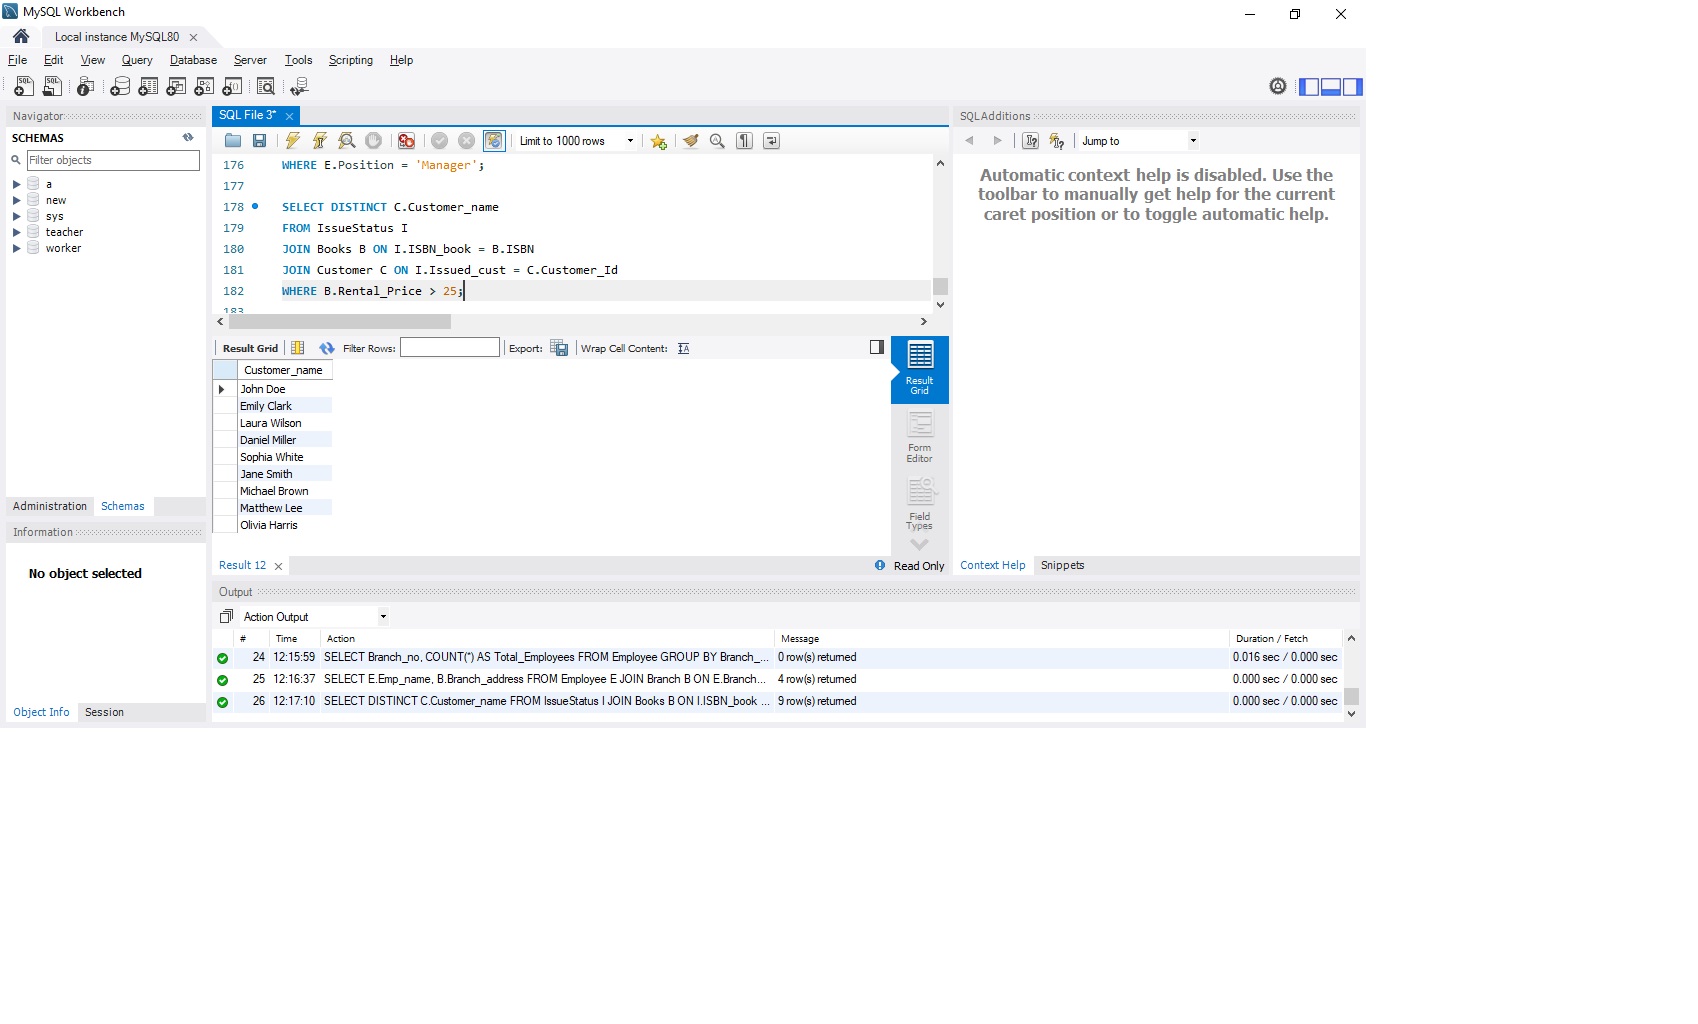 MySQL Workbench
Local instance MySQL80
File Edit View Query Database Server Tools Scripting Help
Navigator
SCHEMAS
Filter objects
a
new
sys
teacher
worker
Administration Schemas
Information
No object selected
Object Info Session
SQL File 3*
Limit to 1000 rows
176 WHERE E.Position = 'Manager';
177
178 SELECT DISTINCT C.Customer_name
179 FROM IssueStatus I
180 JOIN Books B ON I.ISBN_book = B.ISBN
181 JOIN Customer C ON I.Issued_cust = C.Customer_Id
182 WHERE B.Rental_Price > 25;
183
Result Grid Filter Rows: Export: Wrap Cell Content:
Customer_name
John Doe
Emily Clark
Laura Wilson
Daniel Miller
Sophia White
Jane Smith
Michael Brown
Matthew Lee
Olivia Harris
Result
Grid
Form
Editor
Field
Types
Result 12 Read Only
SQLAdditions
Jump to
Automatic context help is disabled. Use the
toolbar to manually get help for the current
caret position or to toggle automatic help.
Context Help Snippets
Output
Action Output
# Time Action Message Duration / Fetch
24 12:15:59 SELECT Branch_no, COUNT(*) AS Total_Employees FROM Employee GROUP BY Branch_... 0 row(s) returned 0.016 sec / 0.000 sec
25 12:16:37 SELECT E.Emp_name, B.Branch_address FROM Employee E JOIN Branch B ON E.Branch... 4 row(s) returned 0.000 sec / 0.000 sec
26 12:17:10 SELECT DISTINCT C.Customer_name FROM IssueStatus I JOIN Books B ON I.ISBN_book ... 9 row(s) returned 0.000 sec / 0.000 sec